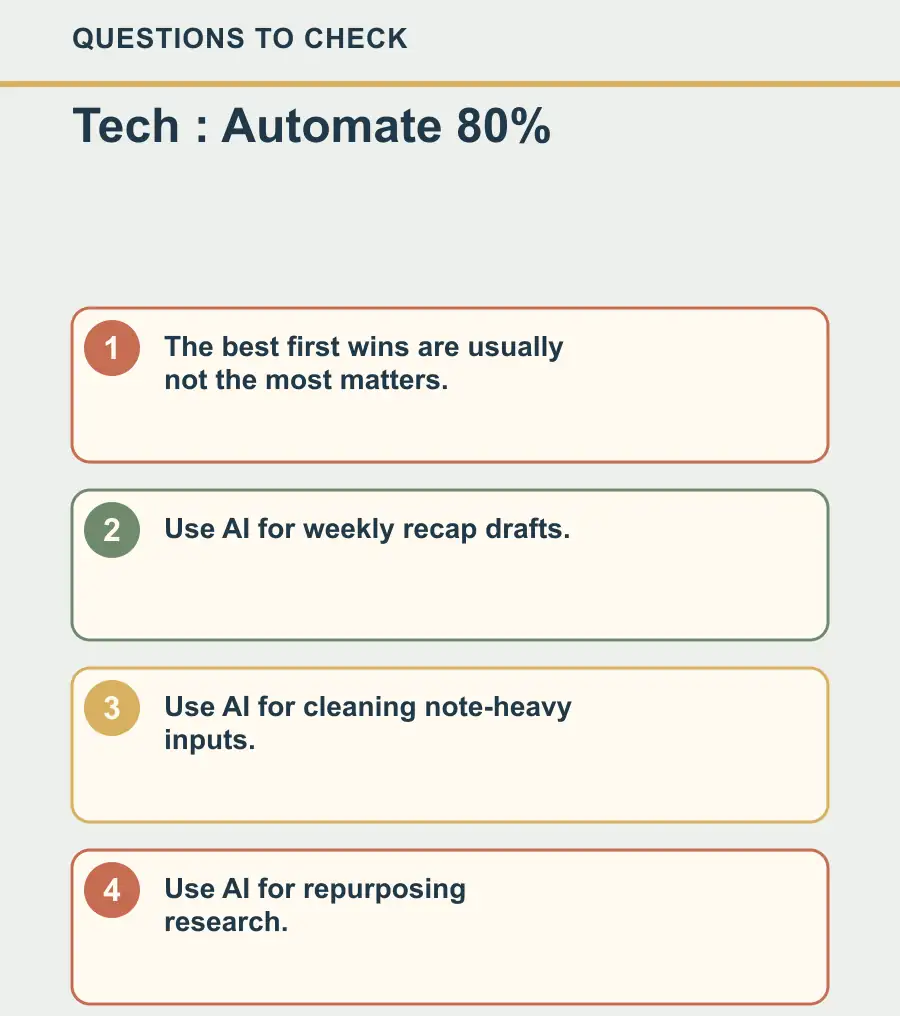 QUESTIONS TO CHECK
Tech : Automate 80%
1
The best first wins are usually
not the most matters.
2
Use AI for weekly recap drafts.
3
Use AI for cleaning note-heavy
inputs.
4
Use AI for repurposing
research.